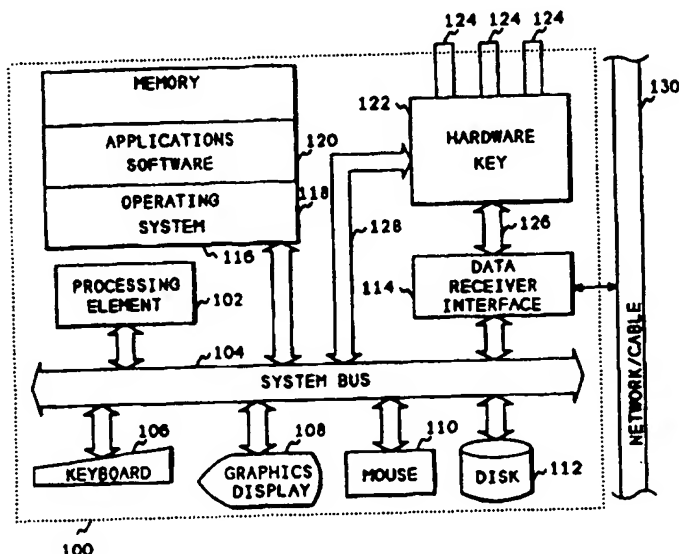 124 124 124
130
MEMORY
122
HARDWARE
KEY
APPLICATIONS
SOFTWARE
120
OPERATING
SYSTEM
118
116
128
126
PROCESSING
ELEMENT
102
114
DATA
RECEIVER
INTERFACE
104
SYSTEM BUS
NETWORK/CABLE
106
KEYBOARD
108
GRAPHICS
DISPLAY
110
MOUSE
DISK
112
100